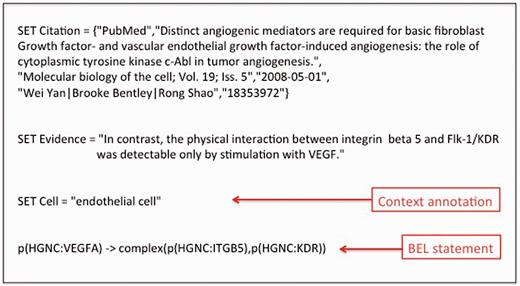 SET Citation = {"PubMed","Distinct angiogenic mediators are required for basic fibroblast
Growth factor- and vascular endothelial growth factor-induced angiogenesis: the role of
cytoplasmic tyrosine kinase c-Abl in tumor angiogenesis.",
"Molecular biology of the cell; Vol. 19; Iss. 5","2008-05-01",
"Wei Yan|Brooke Bentley|Rong Shao","18353972"}
SET Evidence = "In contrast, the physical interaction between integrin beta 5 and Flk-1/KDR
was detectable only by stimulation with VEGF."
SET Cell = "endothelial cell"
Context annotation
p(HGNC:VEGFA) -> complex(p(HGNC:ITGB5),p(HGNC:KDR))
BEL statement